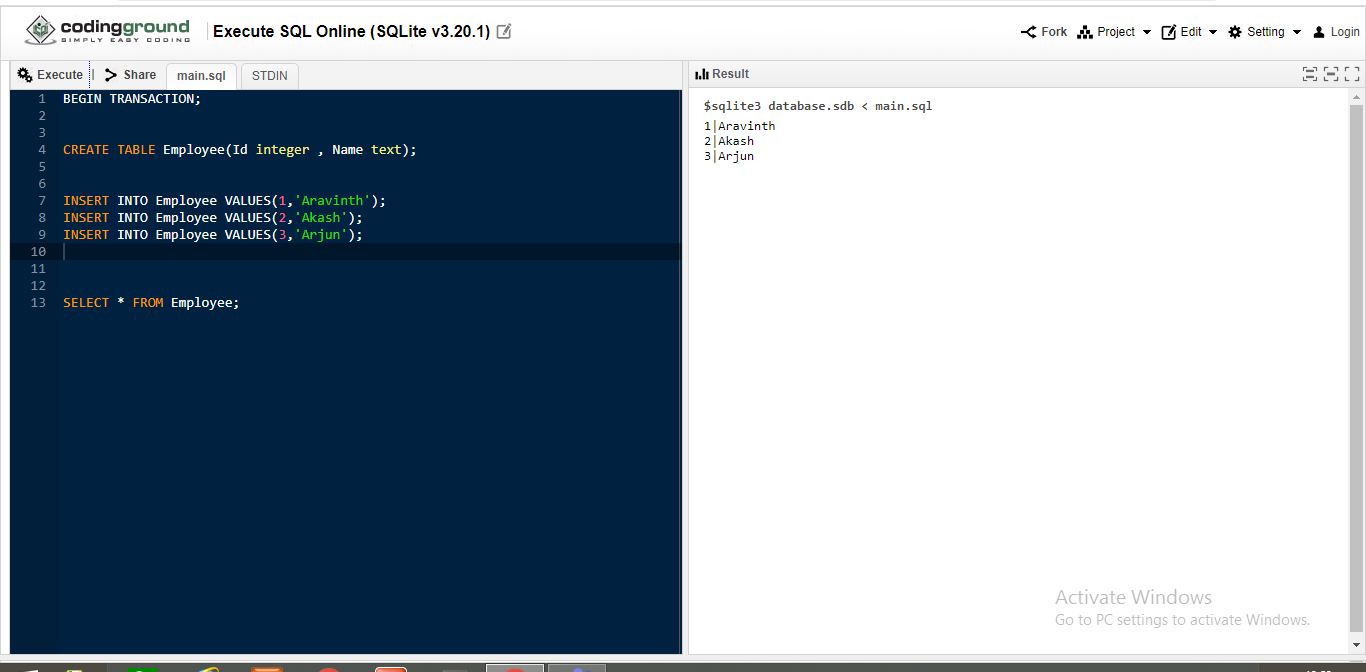 codingground
SIMPLY EASY CODING
Execute SQL Online (SQLite v3.20.1)
Fork Project Edit Setting Login
Execute | Share main.sql STDIN
1 BEGIN TRANSACTION;
2
3
4 CREATE TABLE Employee(Id integer , Name text);
5
6
7 INSERT INTO Employee VALUES(1,'Aravinth');
8 INSERT INTO Employee VALUES(2,'Akash');
9 INSERT INTO Employee VALUES(3,'Arjun');
10
11
12
13 SELECT * FROM Employee;
Result
$sqlite3 database.sdb < main.sql
1|Aravinth
2|Akash
3|Arjun
Activate Windows
Go to PC settings to activate Windows.